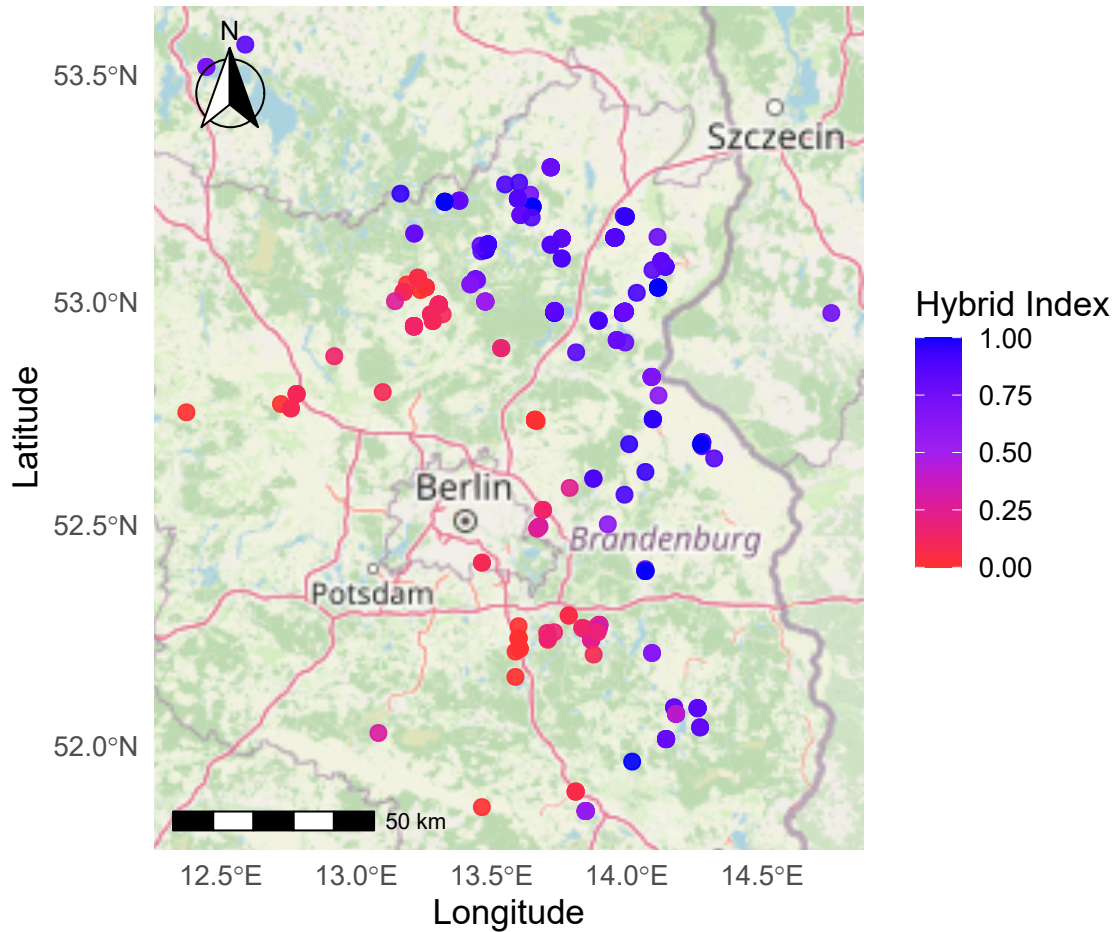 N
53.5°N
53.0°N
52.5°N
52.0°N
Latitude
Szczecin
Berlin
Brandenburg
Potsdam
50 km
12.5°E
13.0°E
13.5°E
14.0°E
14.5°E
Longitude
Hybrid Index
1.00
0.75
0.50
0.25
0.00